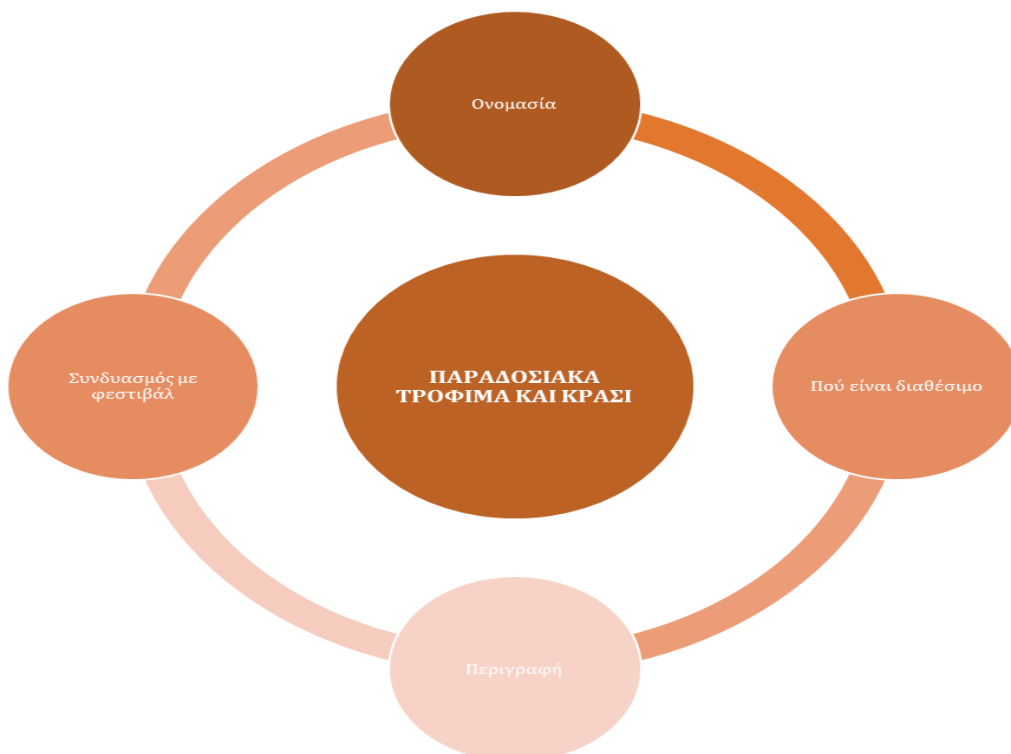 Ονομασία
Συνδυασμός με
φεστιβάλ
ΠΑΡΑΔΟΣΙΑΚΑ
ΤΡΟΦΙΜΑ ΚΑΙ ΚΡΑΣΙ
Πού είναι διαθέσιμο
Περιγραφή